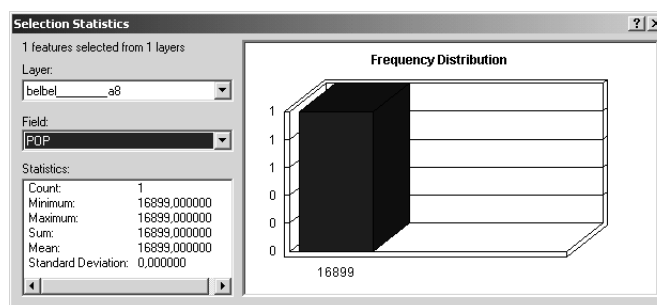 Selection Statistics
1 features selected from 1 layers
Layer:
belbel________a8
Field:
POP
Statistics:
Count: 1
Minimum: 16899,000000
Maximum: 16899,000000
Sum: 16899,000000
Mean: 16899,000000
Standard Deviation: 0,000000
Frequency Distribution
1
1
1
0
0
0
16899